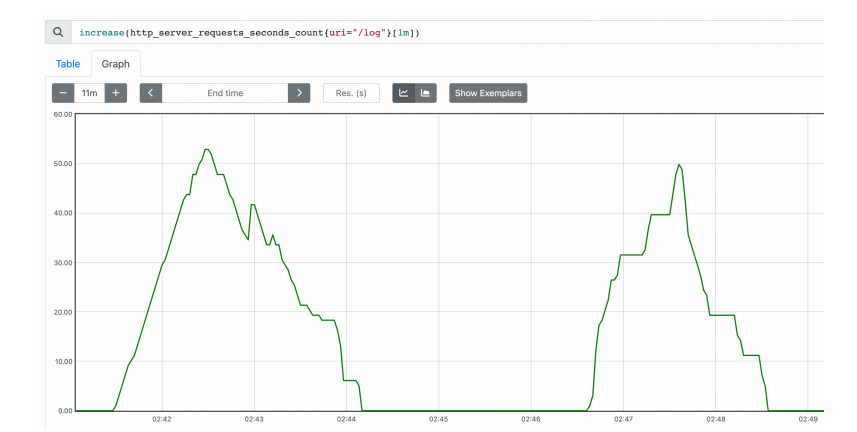 increase(http_server_requests_seconds_count{uri="/log"}[1m])
Table Graph
− 11m + < End time > Res. (s) Show Exemplars
60.00
50.00
40.00
30.00
20.00
10.00
0.00
02:42 02:43 02:44 02:45 02:46 02:47 02:48 02:49